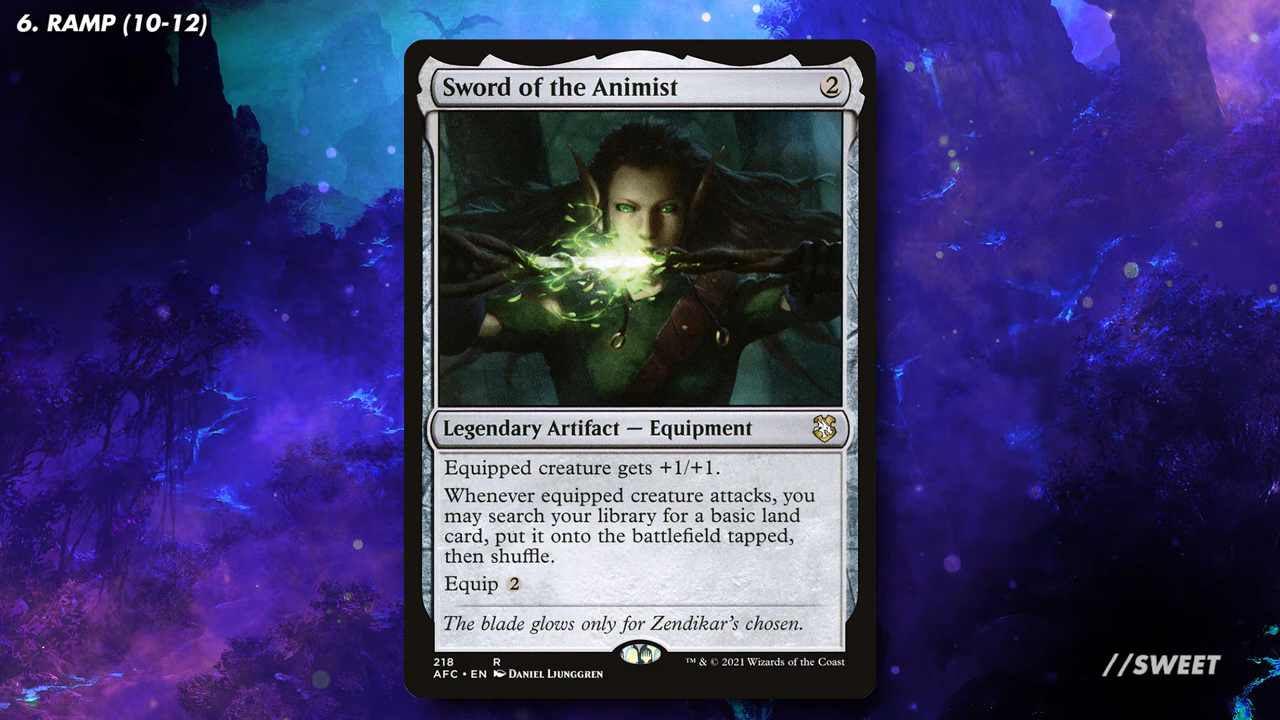 6. RAMP (10-12)
Sword of the Animist 2
Legendary Artifact — Equipment
Equipped creature gets +1/+1.
Whenever equipped creature attacks, you
may search your library for a basic land
card, put it onto the battlefield tapped,
then shuffle.
Equip 2
The blade glows only for Zendikar's chosen.
218 R
AFC • EN DANIEL LJUNGGREN
™ & © 2021 Wizards of the Coast
//SWEET